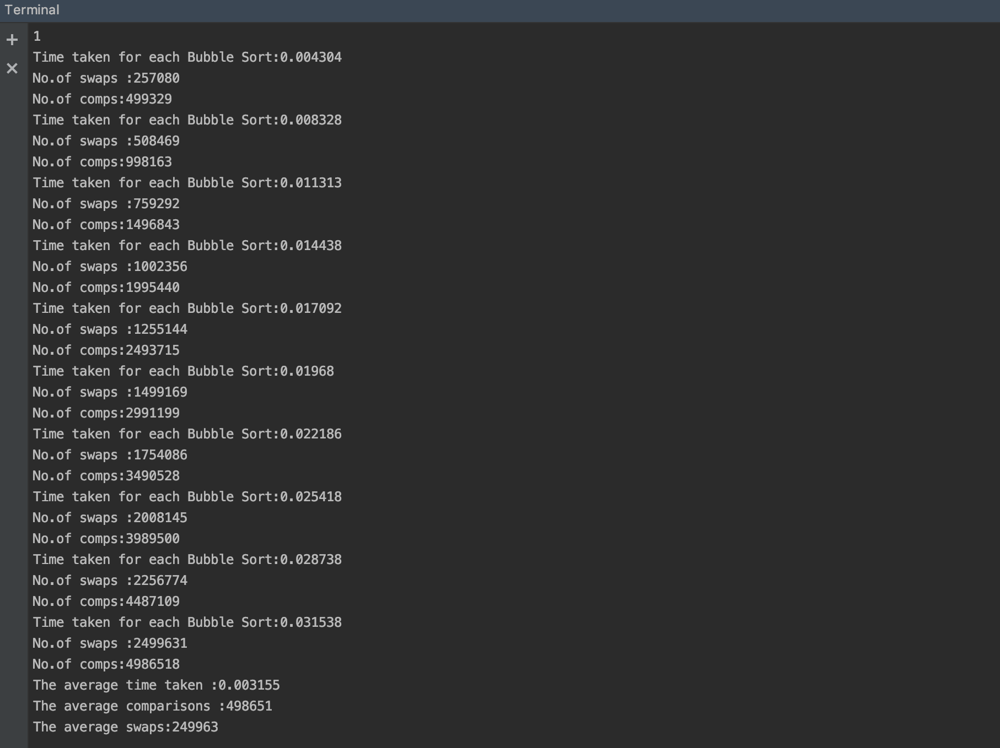 Terminal
1
Time taken for each Bubble Sort:0.004304
No.of swaps :257080
No.of comps:499329
Time taken for each Bubble Sort:0.008328
No.of swaps :508469
No.of comps:998163
Time taken for each Bubble Sort:0.011313
No.of swaps :759292
No.of comps:1496843
Time taken for each Bubble Sort:0.014438
No.of swaps :1002356
No.of comps:1995440
Time taken for each Bubble Sort:0.017092
No.of swaps :1255144
No.of comps:2493715
Time taken for each Bubble Sort:0.01968
No.of swaps :1499169
No.of comps:2991199
Time taken for each Bubble Sort:0.022186
No.of swaps :1754086
No.of comps:3490528
Time taken for each Bubble Sort:0.025418
No.of swaps :2008145
No.of comps:3989500
Time taken for each Bubble Sort:0.028738
No.of swaps :2256774
No.of comps:4487109
Time taken for each Bubble Sort:0.031538
No.of swaps :2499631
No.of comps:4986518
The average time taken :0.003155
The average comparisons :498651
The average swaps:249963